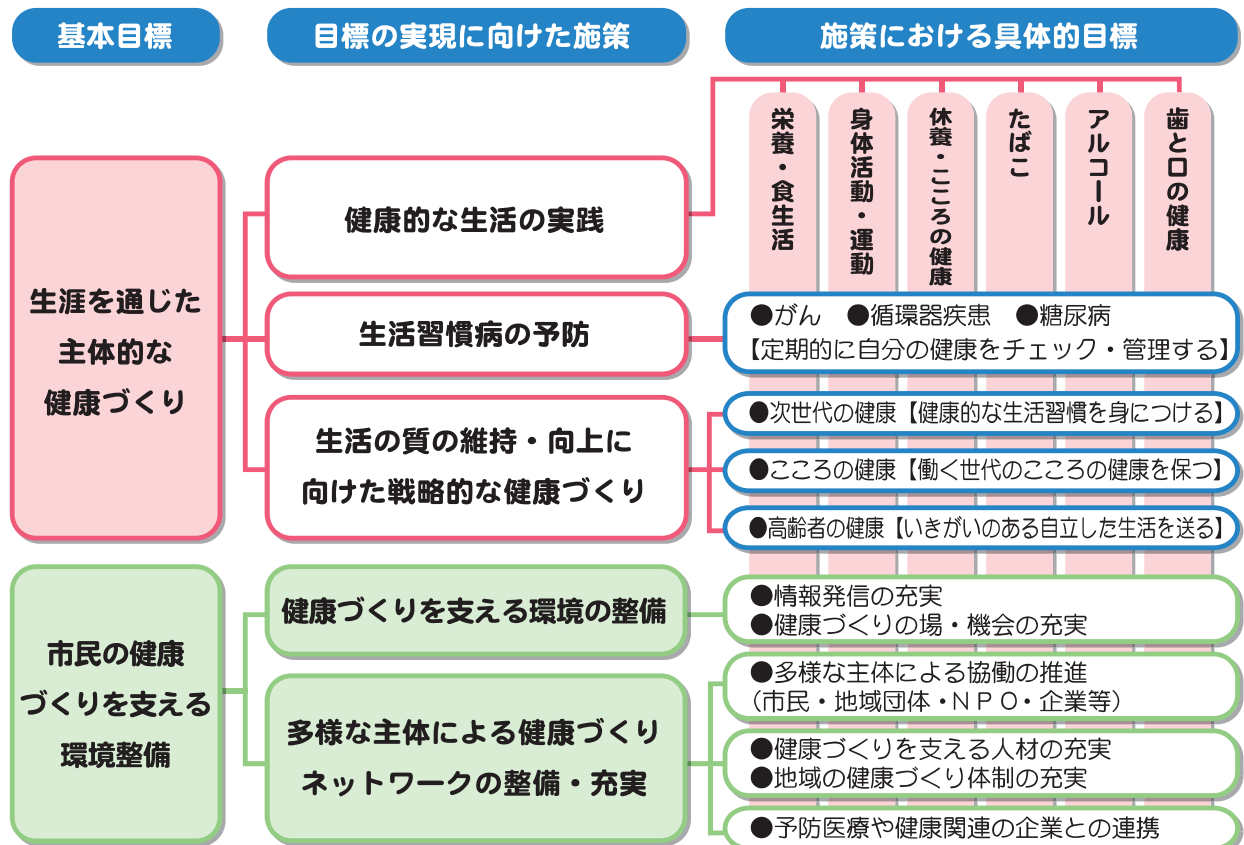 基本目標
目標の実現に向けた施策
施策における具体的目標
生涯を通じた
主体的な
健康づくり
健康的な生活の実践
栄養・食生活
身体活動・運動
休養・こころの健康
たばこ
アルコール
歯と口の健康
生活習慣病の予防
●がん　●循環器疾患　●糖尿病
【定期的に自分の健康をチェック・管理する】
生活の質の維持・向上に
向けた戦略的な健康づくり
●次世代の健康【健康的な生活習慣を身につける】
●こころの健康【働く世代のこころの健康を保つ】
●高齢者の健康【いきがいのある自立した生活を送る】
市民の健康
づくりを支える
環境整備
健康づくりを支える環境の整備
●情報発信の充実
●健康づくりの場・機会の充実
多様な主体による健康づくり
ネットワークの整備・充実
●多様な主体による協働の推進
（市民・地域団体・ＮＰＯ・企業等）
●健康づくりを支える人材の充実
●地域の健康づくり体制の充実
●予防医療や健康関連の企業との連携